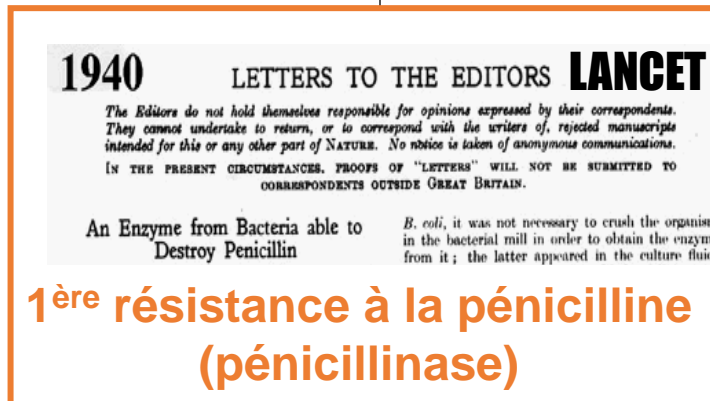 1940 LETTERS TO THE EDITORS LANCET
The Editors do not hold themselves responsible for opinions expressed by their correspondents.
They cannot undertake to return, or to correspond with the writers of, rejected manuscripts
intended for this or any other part of NATURE. No notice is taken of anonymous communications.
IN THE PRESENT CIRCUMSTANCES, PROOFS OF "LETTERS" WILL NOT BE SUBMITTED TO
CORRESPONDENTS OUTSIDE GREAT BRITAIN.
An Enzyme from Bacteria able to
Destroy Penicillin
B. coli, it was not necessary to crush the organism
in the bacterial mill in order to obtain the enzym
from it; the latter appeared in the culture fluid
1ère résistance à la pénicilline
(pénicillinase)